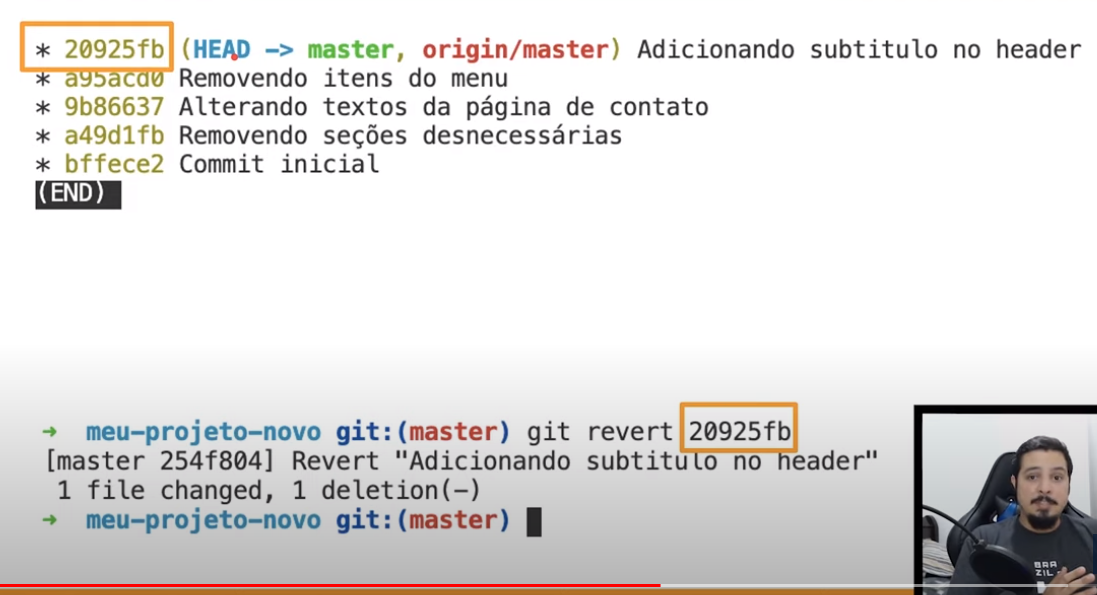 * 20925fb (HEAD -> master, origin/master) Adicionando subtitulo no header
* a95acd0 Removendo itens do menu
* 9b86637 Alterando textos da página de contato
* a49d1fb Removendo seções desnecessárias
* bffece2 Commit inicial
(END)
→ meu-projeto-novo git:(master) git revert 20925fb
[master 254f804] Revert "Adicionando subtitulo no header"
1 file changed, 1 deletion(-)
→ meu-projeto-novo git:(master)
BRA
ZIL